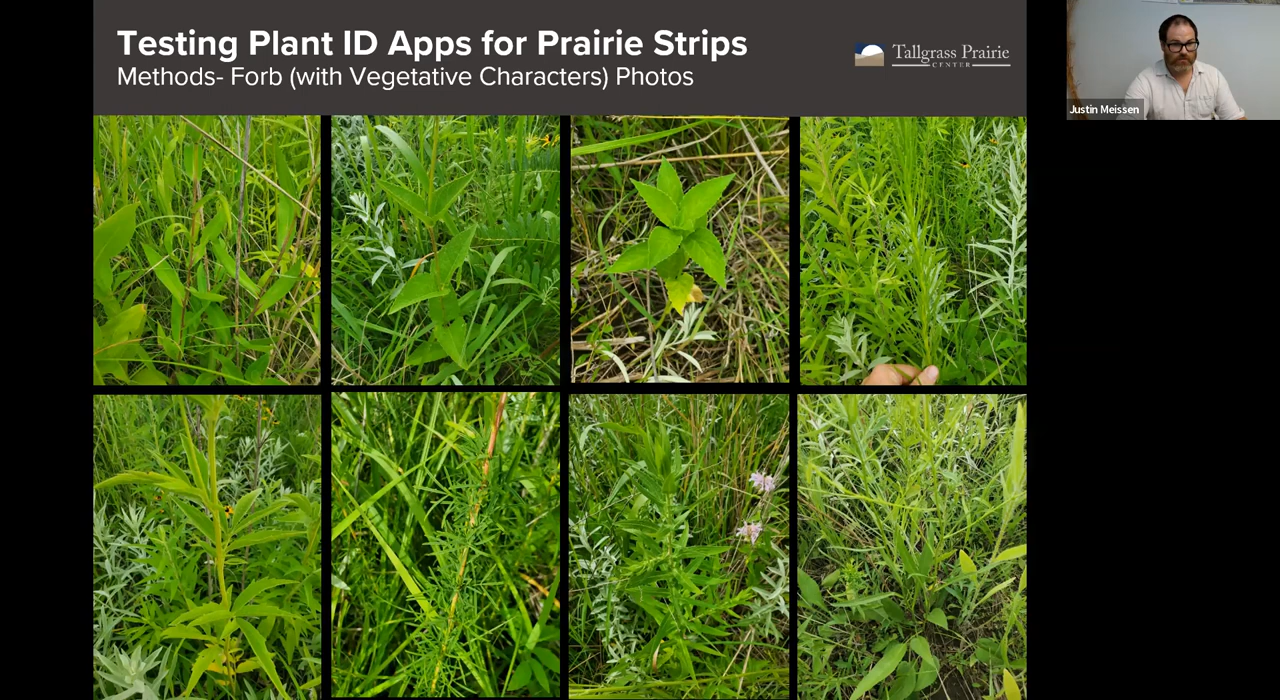 Testing Plant ID Apps for Prairie Strips
Methods- Forb (with Vegetative Characters) Photos
Tallgrass Prairie
CENTER
Justin Meissen